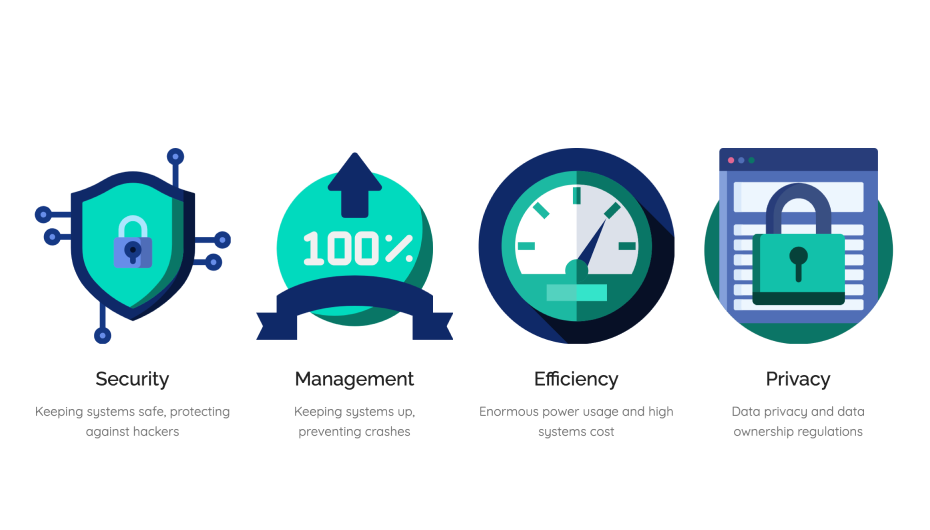 100%
Security
Keeping systems safe, protecting
against hackers
Management
Keeping systems up,
preventing crashes
Efficiency
Enormous power usage and high
systems cost
Privacy
Data privacy and data
ownership regulations